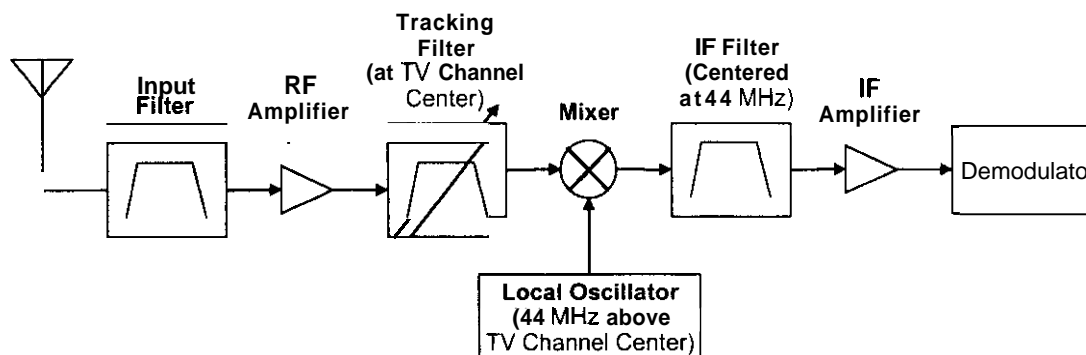 Input
Filter
RF
Amplifier
Tracking
Filter
(at TV Channel
Center)
Mixer
IF Filter
(Centered
at 44 MHz)
IF
Amplifier
Demodulato
Local Oscillator
(44 MHz above
TV Channel Center)